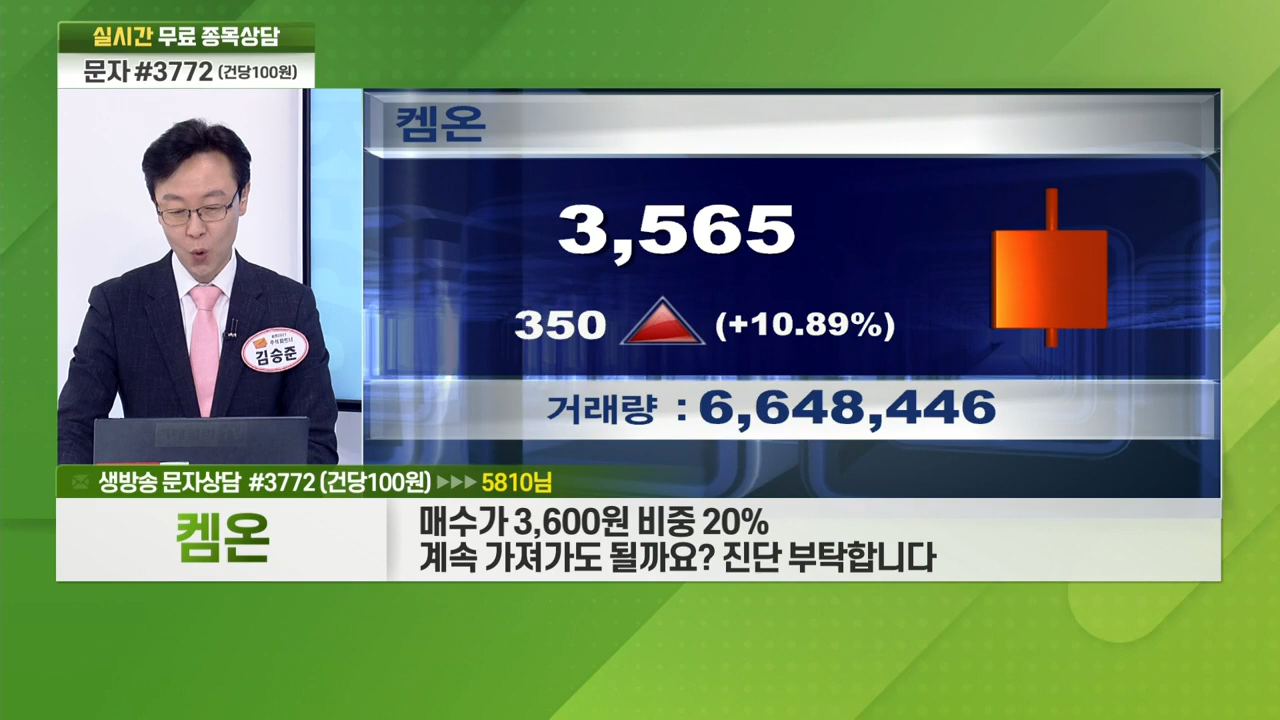 실시간 무료 종목상담
문자 #3772 (건당100원)
켐온
3,565
350 (+10.89%)
거래량 : 6,648,446
김승준
생방송 문자상담 #3772 (건당100원) 5810님
켐온
매수가 3,600원 비중 20%
계속 가져가도 될까요? 진단 부탁합니다